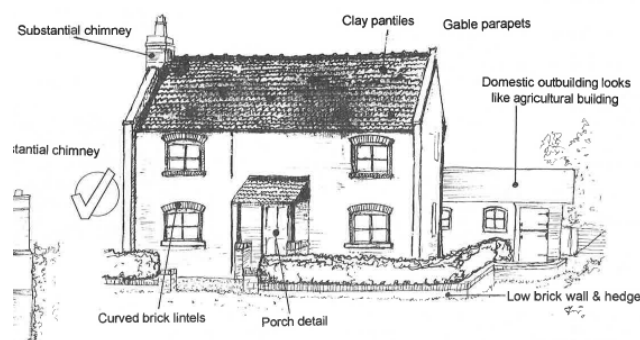 Clay pantiles
Gable parapets
Substantial chimney
Domestic outbuilding looks
like agricultural building
stantial chimney
Low brick wall & hedge
Curved brick lintels
Porch detail